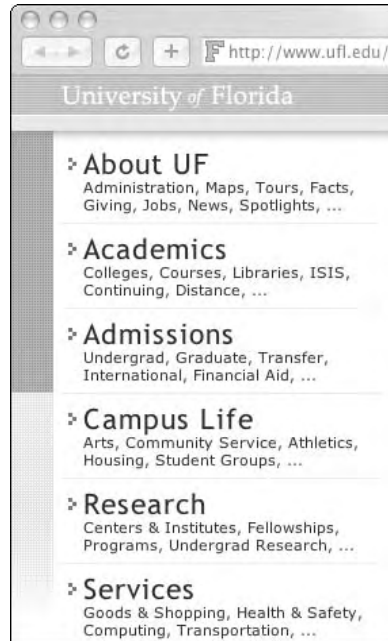 F http://www.ufl.edu/
University of Florida
About UF
Administration, Maps, Tours, Facts,
Giving, Jobs, News, Spotlights, ...
Academics
Colleges, Courses, Libraries, ISIS,
Continuing, Distance, ...
Admissions
Undergrad, Graduate, Transfer,
International, Financial Aid, ...
Campus Life
Arts, Community Service, Athletics,
Housing, Student Groups, ...
Research
Centers & Institutes, Fellowships,
Programs, Undergrad Research, ...
Services
Goods & Shopping, Health & Safety,
Computing, Transportation, ...